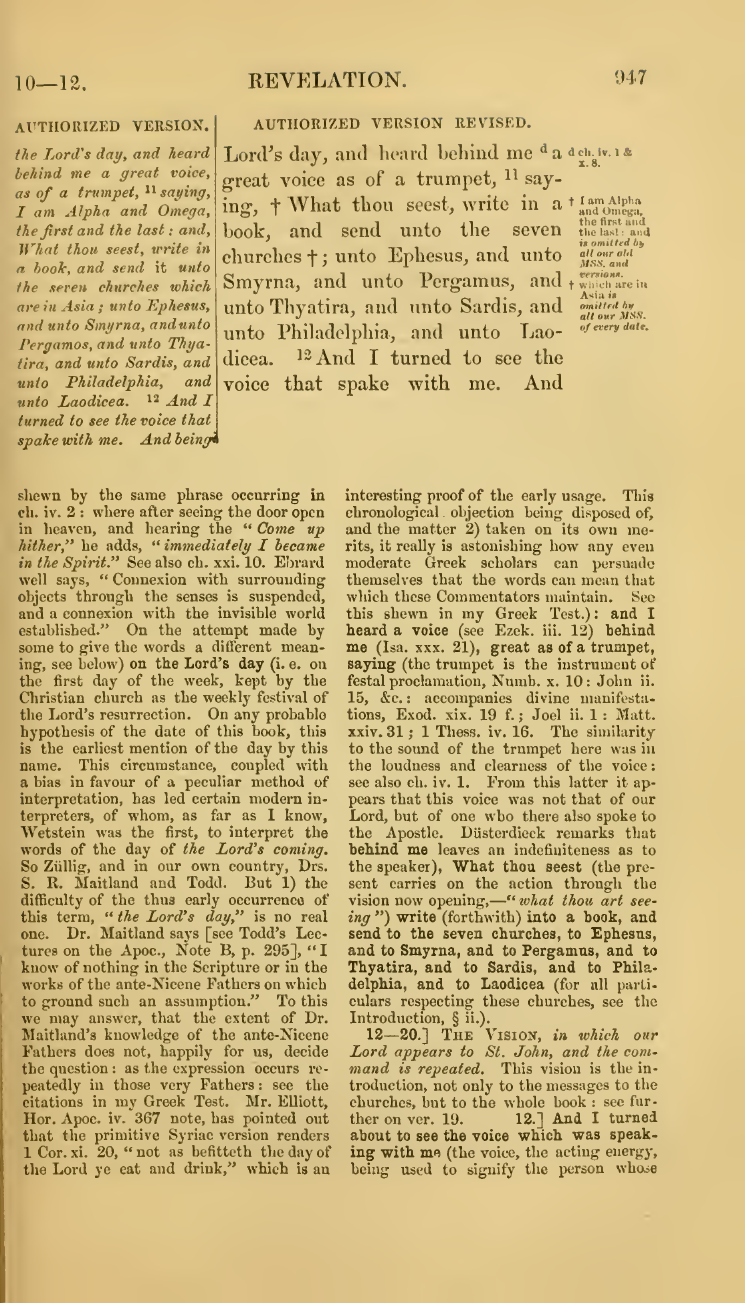 10—12.
REVELATION.
947
AUTHORIZED VERSION.
the Lord's day, and heard
behind me a great voice,
as of a trumpet, 11 saying,
I am Alpha and Omega,
the first and the last : and,
What thou seest, write in
a book, and send it unto
the seven churches which
are in Asia ; unto Ephesus,
and unto Smyrna, and unto
Pergamos, and unto Thya-
tira, and unto Sardis, and
unto Philadelphia, and
unto Laodicea. 12 And I
turned to see the voice that
spake with me. And being
AUTHORIZED VERSION REVISED.
Lord's day, and heard behind me d a
great voice as of a trumpet, 11 say-
ing, † What thou seest, write in a
book, and send unto the seven
churches † ; unto Ephesus, and unto
Smyrna, and unto Pergamus, and
unto Thyatira, and unto Sardis, and
unto Philadelphia, and unto Lao-
dicea. 12 And I turned to see the
voice that spake with me. And
d ch. iv. 1 &
x. 8.
† I am Alpha
and Omega,
the first and
the last : and
is omitted by
all our old
MSS. and
versions.
† which are in
Asia is
omitted by
all our MSS.
of every date.
shewn by the same phrase occurring in
ch. iv. 2 : where after seeing the door open
in heaven, and hearing the “ Come up
hither,” he adds, “ immediately I became
in the Spirit.” See also ch. xxi. 10. Ebrard
well says, “ Connexion with surrounding
objects through the senses is suspended,
and a connexion with the invisible world
established.” On the attempt made by
some to give the words a different mean-
ing, see below) on the Lord's day (i. e. on
the first day of the week, kept by the
Christian church as the weekly festival of
the Lord's resurrection. On any probable
hypothesis of the date of this book, this
is the earliest mention of the day by this
name. This circumstance, coupled with
a bias in favour of a peculiar method of
interpretation, has led certain modern in-
terpreters, of whom, as far as I know,
Wetstein was the first, to interpret the
words of the day of the Lord's coming.
So Züllig, and in our own country, Drs.
S. R. Maitland and Todd. But 1) the
difficulty of the thus early occurrence of
this term, “ the Lord's day,” is no real
one. Dr. Maitland says [see Todd's Lec-
tures on the Apoc., Note B, p. 295], “ I
know of nothing in the Scripture or in the
works of the ante-Nicene Fathers on which
to ground such an assumption.” To this
we may answer, that the extent of Dr.
Maitland's knowledge of the ante-Nicene
Fathers does not, happily for us, decide
the question : as the expression occurs re-
peatedly in those very Fathers : see the
citations in my Greek Test. Mr. Elliott,
Hor. Apoc. iv. 367 note, has pointed out
that the primitive Syriac version renders
1 Cor. xi. 20, “ not as befitteth the day of
the Lord ye eat and drink,” which is an
interesting proof of the early usage. This
chronological objection being disposed of,
and the matter 2) taken on its own me-
rits, it really is astonishing how any even
moderate Greek scholars can persuade
themselves that the words can mean that
which these Commentators maintain. See
this shewn in my Greek Test.) : and I
heard a voice (see Ezek. iii. 12) behind
me (Isa. xxx. 21), great as of a trumpet,
saying (the trumpet is the instrument of
festal proclamation, Numb. x. 10 : John ii.
15, &c. : accompanies divine manifesta-
tions, Exod. xix. 19 f. ; Joel ii. 1 : Matt.
xxiv. 31 ; 1 Thess. iv. 16. The similarity
to the sound of the trumpet here was in
the loudness and clearness of the voice :
see also ch. iv. 1. From this latter it ap-
pears that this voice was not that of our
Lord, but of one who there also spoke to
the Apostle. Düsterdieck remarks that
behind me leaves an indefiniteness as to
the speaker), What thou seest (the pre-
sent carries on the action through the
vision now opening,—“ what thou art see-
ing ”) write (forthwith) into a book, and
send to the seven churches, to Ephesus,
and to Smyrna, and to Pergamus, and to
Thyatira, and to Sardis, and to Phila-
delphia, and to Laodicea (for all parti-
culars respecting these churches, see the
Introduction, § ii.).
12—20.] THE VISION, in which our
Lord appears to St. John, and the com-
mand is repeated. This vision is the in-
troduction, not only to the messages to the
churches, but to the whole book : see fur-
ther on ver. 19. 12.] And I turned
about to see the voice which was speak-
ing with me (the voice, the acting energy,
being used to signify the person whose